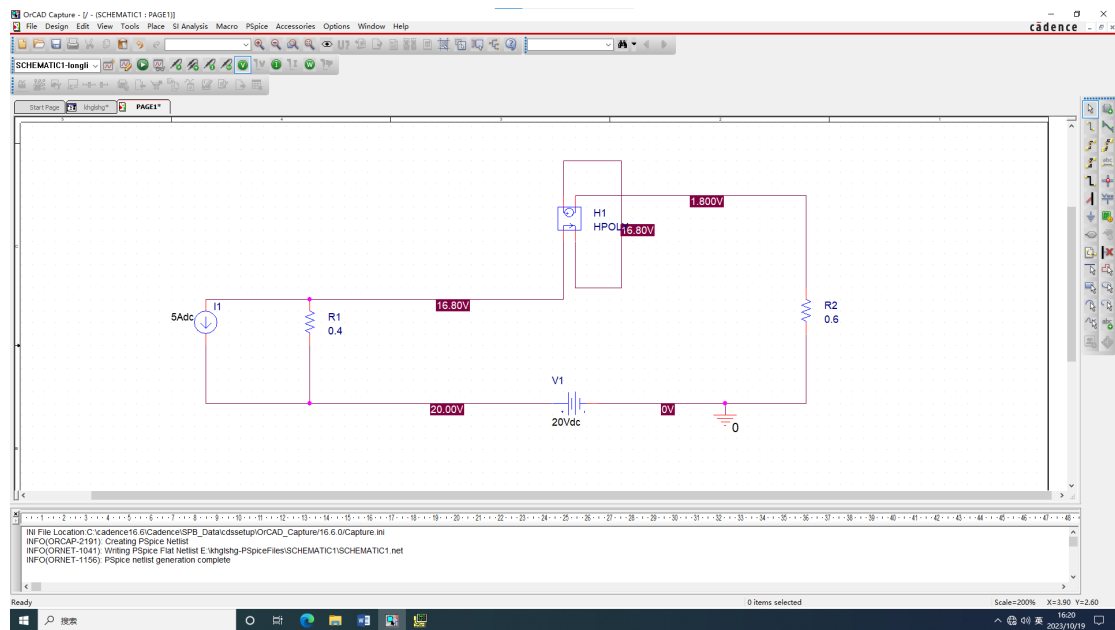 OrCAD Capture - [/ - (SCHEMATIC1 : PAGE1)]
File Design Edit View Tools Place SI Analysis Macro PSpice Accessories Options Window Help
cādence
SCHEMATIC1-longli
Start Page
khglshg*
PAGE1*
1.800V
H1
HPOLY
16.80V
16.80V
I1
5Adc
R1
0.4
R2
0.6
V1
20.00V
0V
20Vdc
0
INI File Location:C:\cadence16.6\Cadence\SPB_Data\cdssetup/OrCAD_Capture/16.6.0/Capture.ini
INFO(ORCAP-2191): Creating PSpice Netlist
INFO(ORNET-1041): Writing PSpice Flat Netlist E:\khglshg-PSpiceFiles\SCHEMATIC1\SCHEMATIC1.net
INFO(ORNET-1156): PSpice netlist generation complete
Ready
0 items selected
Scale=200% X=3.90 Y=2.60
搜索
英
16:20
2023/10/19